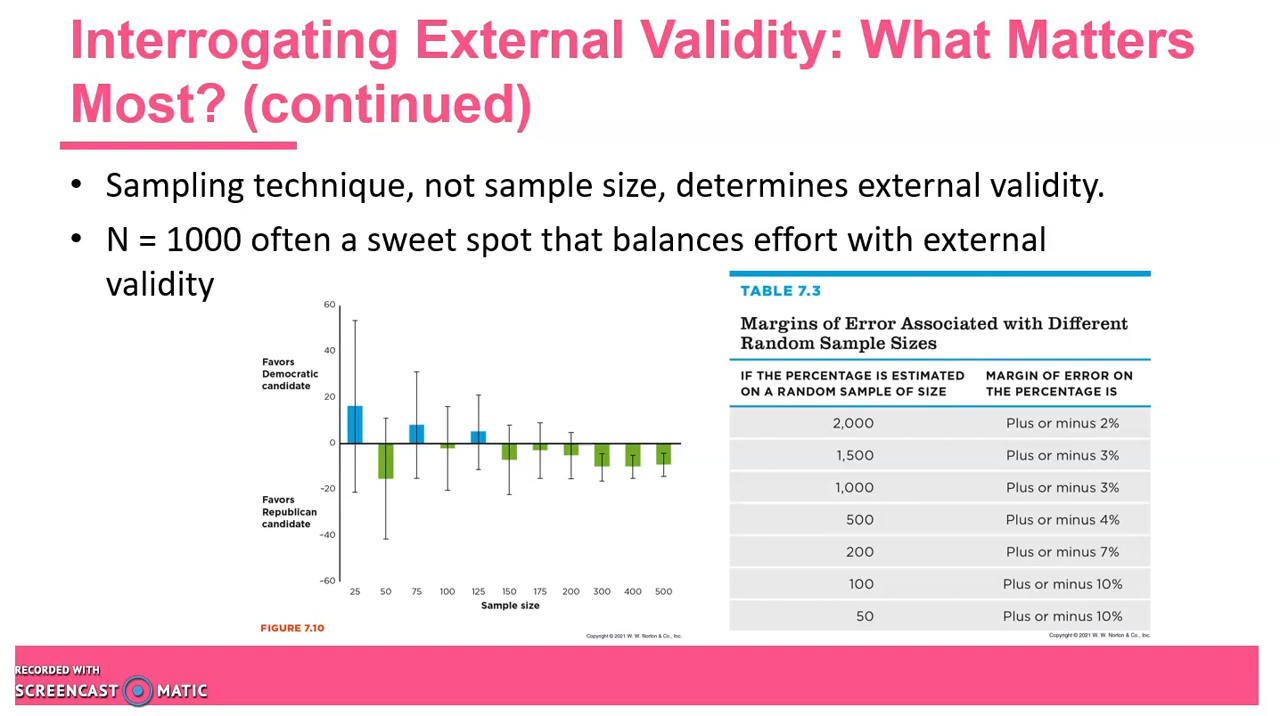 Interrogating External Validity: What Matters
Most? (continued)
• Sampling technique, not sample size, determines external validity.
• N = 1000 often a sweet spot that balances effort with external
validity
60
40
20
0
-20
-40
-60
Favors
Democratic
candidate
Favors
Republican
candidate
25 50 75 100 125 150 175 200 300 400 500
Sample size
FIGURE 7.10
Copyright © 2021 W. W. Norton & Co., Inc.
TABLE 7.3
Margins of Error Associated with Different
Random Sample Sizes
IF THE PERCENTAGE IS ESTIMATED
ON A RANDOM SAMPLE OF SIZE
MARGIN OF ERROR ON
THE PERCENTAGE IS
2,000 Plus or minus 2%
1,500 Plus or minus 3%
1,000 Plus or minus 3%
500 Plus or minus 4%
200 Plus or minus 7%
100 Plus or minus 10%
50 Plus or minus 10%
Copyright © 2021 W. W. Norton & Co., Inc.
RECORDED WITH
SCREENCAST MATIC